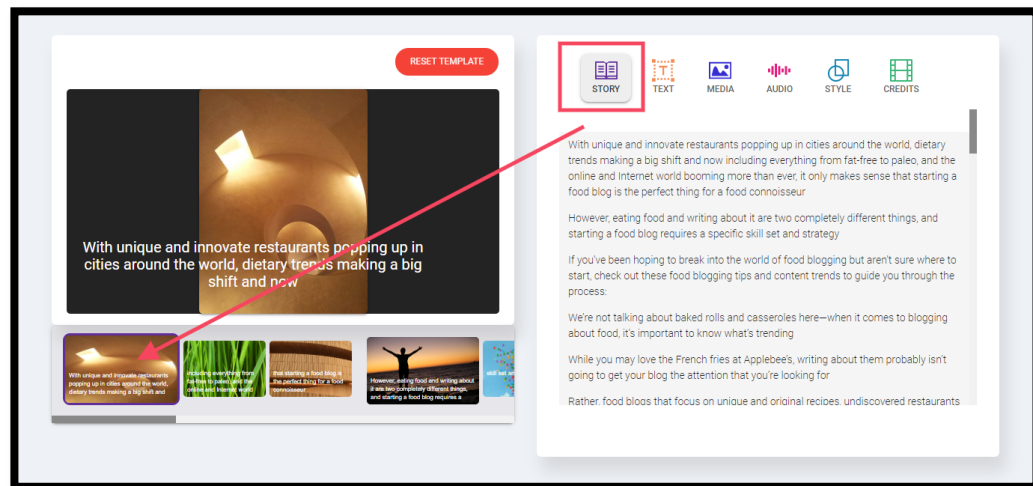 RESET TEMPLATE
With unique and innovate restaurants popping up in
cities around the world, dietary trends making a big
shift and now
With unique and innovate restaurants
popping up in cities around the world,
dietary trends making a big shift and
including everything from
fat-free to paleo, and the
online and Internet world
that starting a food blog is
the perfect thing for a food
connoisseur
However, eating food and writing about
it are two completely different things,
and starting a food blog requires a
skill set an
STORY
TEXT
MEDIA
AUDIO
STYLE
CREDITS
With unique and innovate restaurants popping up in cities around the world, dietary
trends making a big shift and now including everything from fat-free to paleo, and the
online and Internet world booming more than ever, it only makes sense that starting a
food blog is the perfect thing for a food connoisseur
However, eating food and writing about it are two completely different things, and
starting a food blog requires a specific skill set and strategy
If you've been hoping to break into the world of food blogging but aren't sure where to
start, check out these food blogging tips and content trends to guide you through the
process:
We're not talking about baked rolls and casseroles here—when it comes to blogging
about food, it's important to know what's trending
While you may love the French fries at Applebee's, writing about them probably isn't
going to get your blog the attention that you're looking for
Rather, food blogs that focus on unique and original recipes, undiscovered restaurants